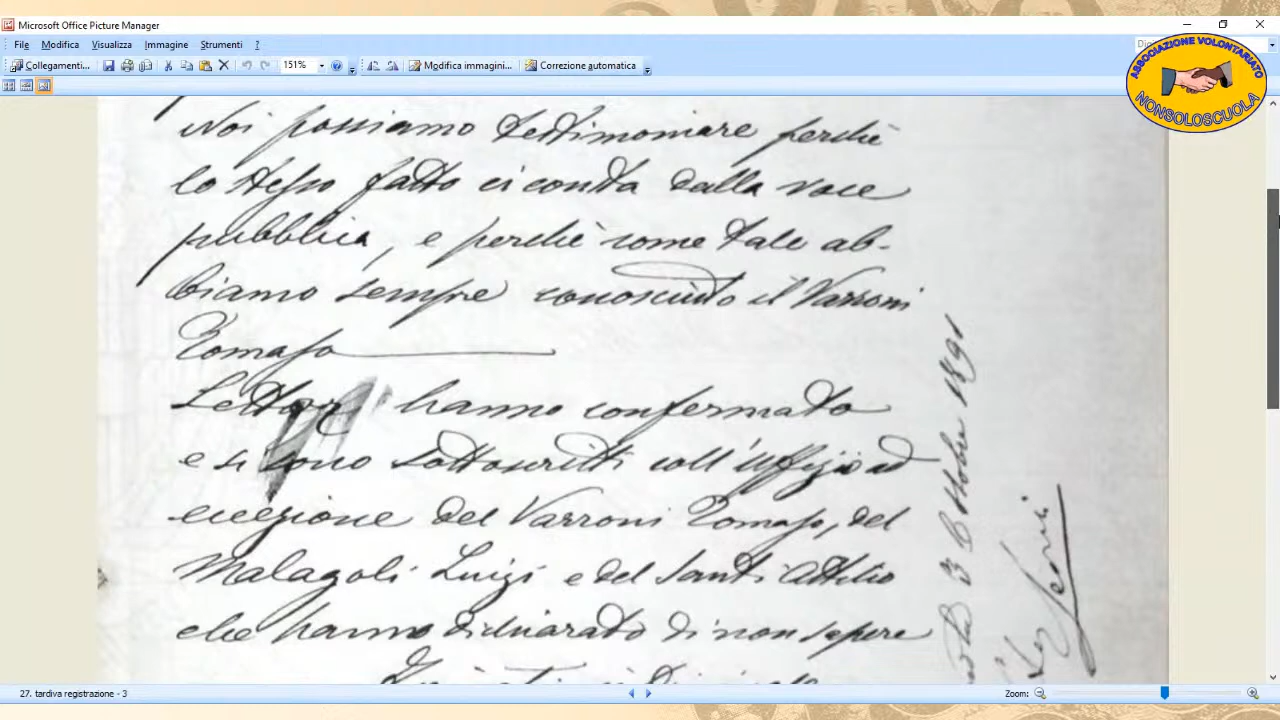 Microsoft Office Picture Manager
File Modifica Visualizza Immagine Strumenti ?
Collegamenti... 151% Modifica immagini... Correzione automatica
ASSOCIAZIONE VOLONTARIATO
NONSOLOSCUOLA
Noi possiamo testimoniare perchè
lo stesso fatto ci consta dalla voce
pubblica, e perchè come tale ab-
biamo sempre conosciuto il Varroni
Tomaso
hanno confermato
e si sono sottoscritti coll'uffizio ad
eccezione del Varroni Tomaso, del
Malagoli Luigi e del Santi Attilio
che hanno dichiarato di non sapere
3 Ottobre 1891
27. tardiva registrazione - 3
Zoom: